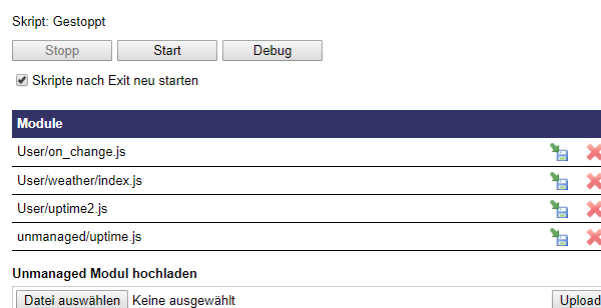 Skript: Gestoppt
Stopp Start Debug
Skripte nach Exit neu starten
Module
User/on_change.js
User/weather/index.js
User/uptime2.js
unmanaged/uptime.js
Unmanaged Modul hochladen
Datei auswählen Keine ausgewählt Upload